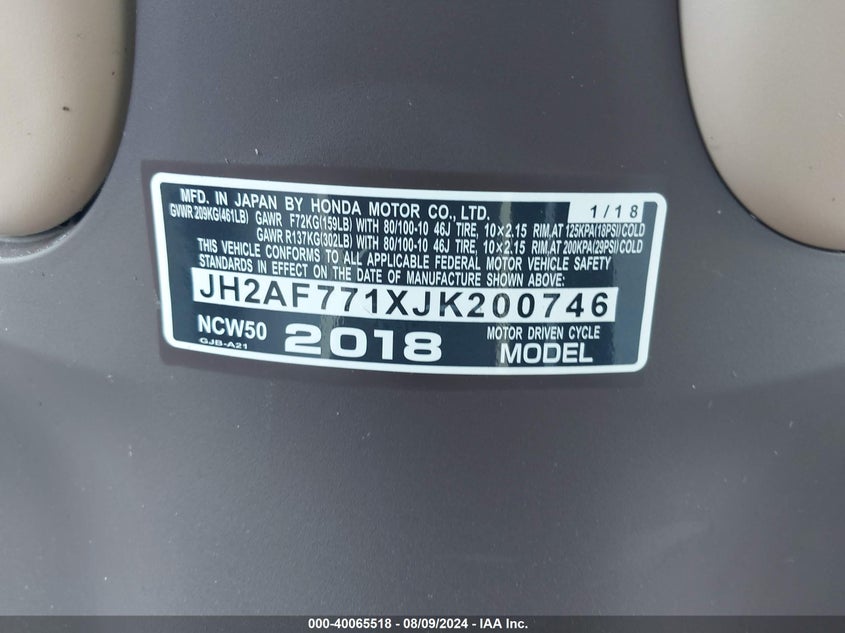 MFD. IN JAPAN BY HONDA MOTOR CO., LTD. 1/18
GVWR 209KG(461LB) GAWR F72KG(159LB) WITH 80/100-10 46J TIRE, 10×2.15 RIM, AT 125KPA(18PSI) COLD
GAWR R137KG(302LB) WITH 80/100-10 46J TIRE, 10×2.15 RIM, AT 200KPA(29PSI) COLD
THIS VEHICLE CONFORMS TO ALL APPLICABLE FEDERAL MOTOR VEHICLE SAFETY
STANDARDS IN EFFECT ON THE DATE OF MANUFACTURE SHOWN ABOVE:
JH2AF771XJK200746
NCW50 2018 MOTOR DRIVEN CYCLE
GJB-A21 MODEL
000-40065518 - 08/09/2024 - IAA Inc.